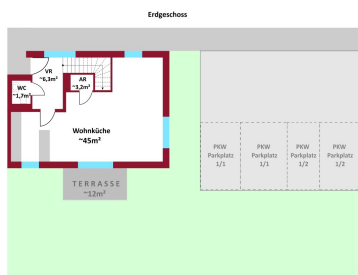 Erdgeschoss
VR
~6,3m²
AR
~3,2m²
WC
~1,7m²
Wohnküche
~45m²
TERRASSE
~12m²
PKW
Parkplatz
1/1
PKW
Parkplatz
1/1
PKW
Parkplatz
1/2
PKW
Parkplatz
1/2